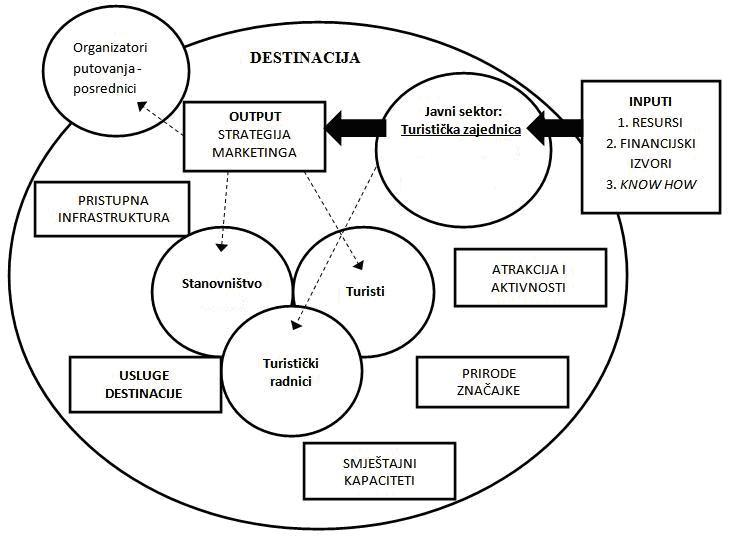 Organizatori
putovanja -
posrednici
DESTINACIJA
OUTPUT
STRATEGIJA
MARKETINGA
Javni sektor:
Turistička zajednica
INPUTI
1. RESURSI
2. FINANCIJSKI
IZVORI
3. KNOW HOW
PRISTUPNA
INFRASTRUKTURA
Stanovništvo
Turisti
ATRAKCIJA I
AKTIVNOSTI
Turistički
radnici
USLUGE
DESTINACIJE
PRIRODE
ZNAČAJKE
SMJEŠTAJNI
KAPACITETI